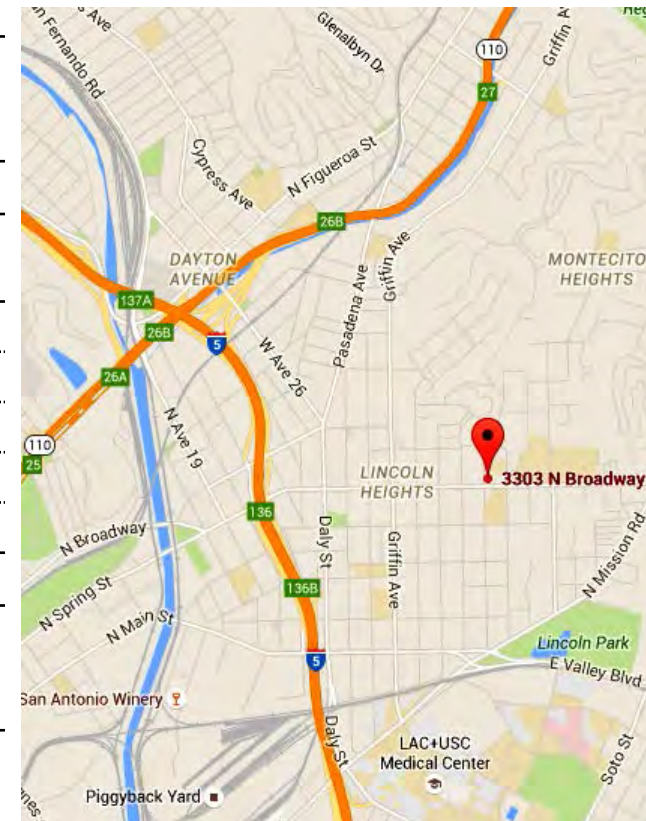 Glenalbyn Dr
Griffin A
San Fernando Rd
Ave
110
27
Cypress Ave
N Figueroa St
26B
DAYTON
AVENUE
Griffin Ave
MONTECITO
HEIGHTS
137A
Pasadena Ave
26B
5
W Ave 26
26A
N Ave 19
110
25
LINCOLN
HEIGHTS
3303 N Broadway
136
N Broadway
Daly St
Griffin Ave
N Mission Rd
136B
N Spring St
N Main St
Lincoln Park
5
E Valley Blvd
San Antonio Winery
Daly St
LAC+USC
Medical Center
Soto St
Piggyback Yard